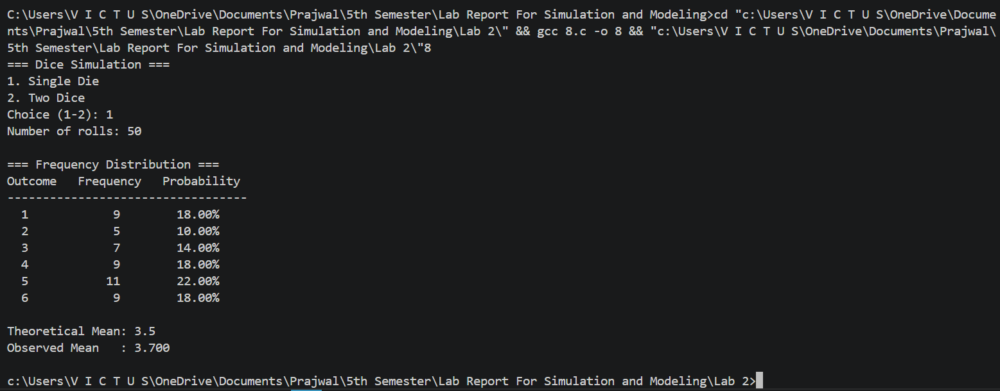 C:\Users\V I C T U S\OneDrive\Documents\Prajwal\5th Semester\Lab Report For Simulation and Modeling>cd "c:\Users\V I C T U S\OneDrive\Docume
nts\Prajwal\5th Semester\Lab Report For Simulation and Modeling\Lab 2\" && gcc 8.c -o 8 && "c:\Users\V I C T U S\OneDrive\Documents\Prajwal\
5th Semester\Lab Report For Simulation and Modeling\Lab 2\"8
=== Dice Simulation ===
1. Single Die
2. Two Dice
Choice (1-2): 1
Number of rolls: 50

=== Frequency Distribution ===
Outcome   Frequency   Probability
----------------------------------
  1            9        18.00%
  2            5        10.00%
  3            7        14.00%
  4            9        18.00%
  5           11        22.00%
  6            9        18.00%

Theoretical Mean: 3.5
Observed Mean   : 3.700

c:\Users\V I C T U S\OneDrive\Documents\Prajwal\5th Semester\Lab Report For Simulation and Modeling\Lab 2>